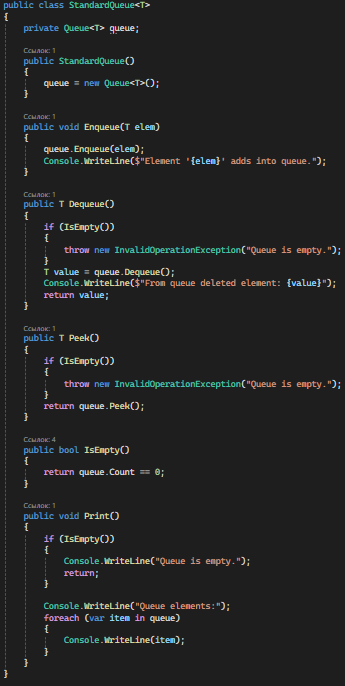 public class StandardQueue<T>
{
private Queue<T> queue;
Ссылок: 1
public StandardQueue()
{
queue = new Queue<T>();
}
Ссылок: 1
public void Enqueue(T elem)
{
queue.Enqueue(elem);
Console.WriteLine($"Element '{elem}' adds into queue.");
}
Ссылок: 1
public T Dequeue()
{
if (IsEmpty())
{
throw new InvalidOperationException("Queue is empty.");
}
T value = queue.Dequeue();
Console.WriteLine($"From queue deleted element: {value}");
return value;
}
Ссылок: 1
public T Peek()
{
if (IsEmpty())
{
throw new InvalidOperationException("Queue is empty.");
}
return queue.Peek();
}
Ссылок: 4
public bool IsEmpty()
{
return queue.Count == 0;
}
Ссылок: 1
public void Print()
{
if (IsEmpty())
{
Console.WriteLine("Queue is empty.");
return;
}
Console.WriteLine("Queue elements:");
foreach (var item in queue)
{
Console.WriteLine(item);
}
}
}